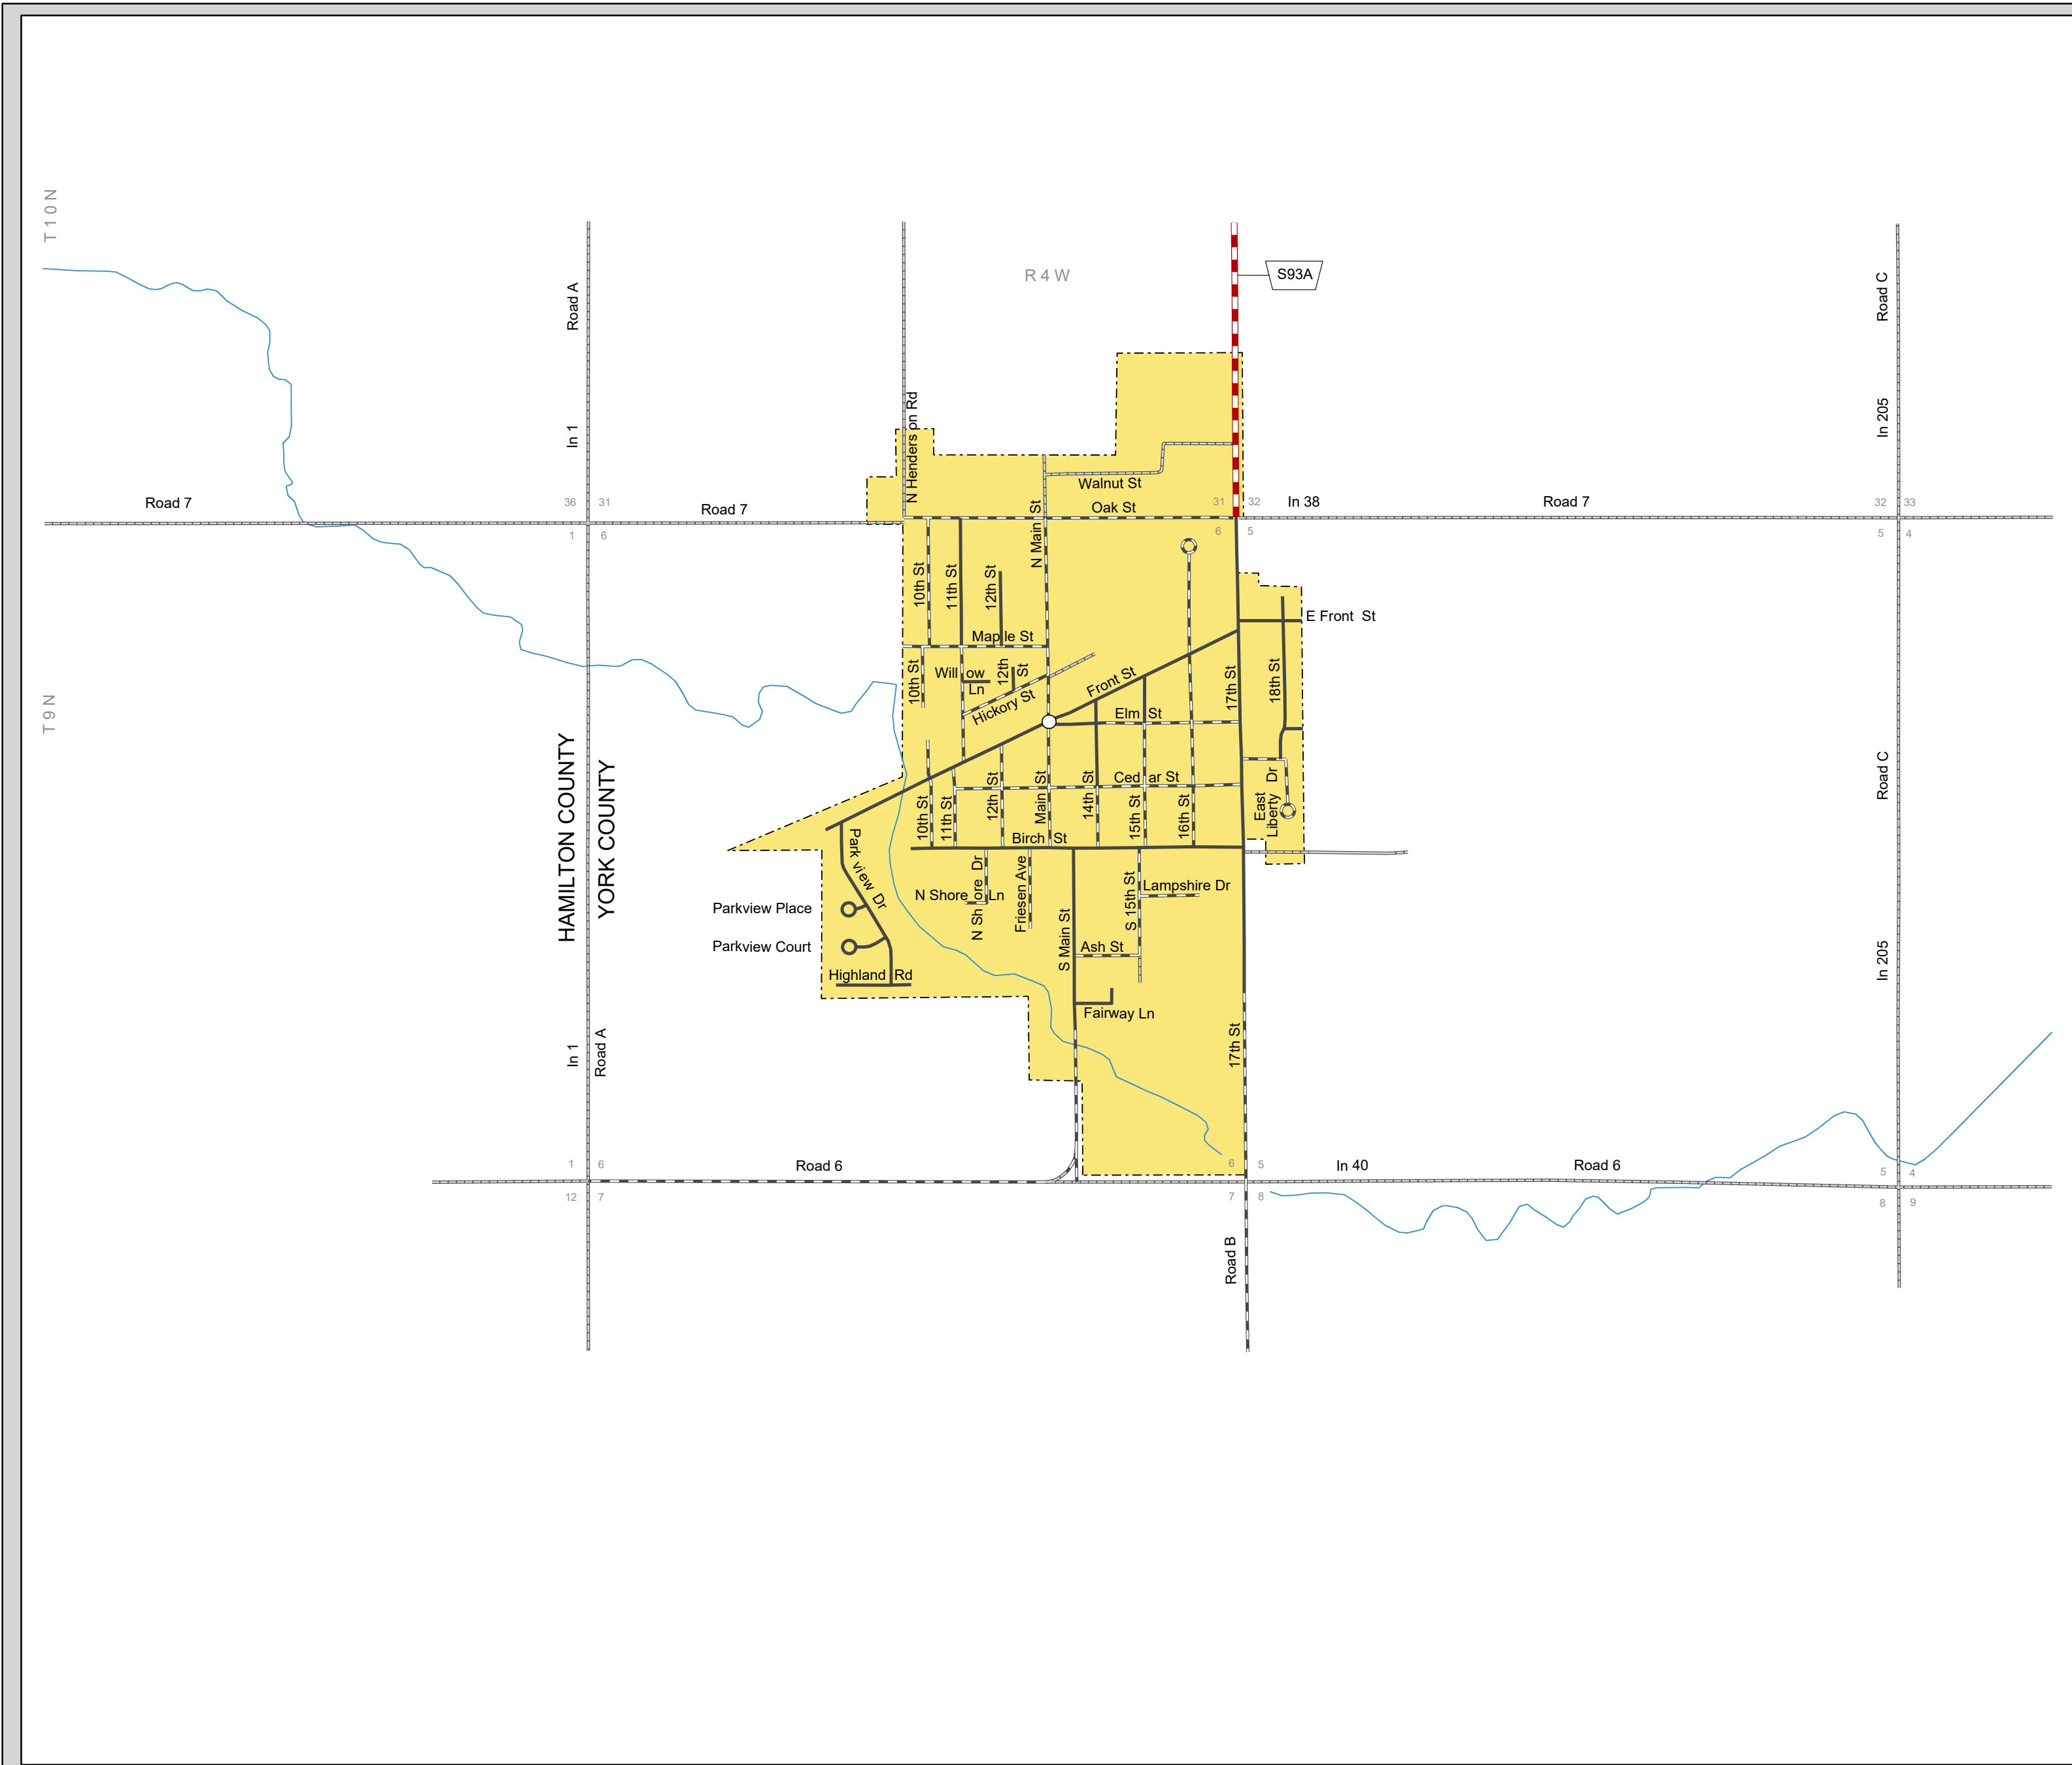 T10N
R 4 W
S93A
Road A
Road C
In 1
In 205
N Henderson Rd
Walnut St
Road 7
36 31
Road 7
Oak St
31 32
In 38
Road 7
32 33
1 6
6 5
5 4
N Main St
10th St
11th St
12th St
E Front St
Maple St
T9N
10th St
Willow
Ln
12th
St
Hickory St
Front St
17th St
18th St
Elm St
HAMILTON COUNTY
YORK COUNTY
10th St
11th St
12th St
Main St
14th St
Cedar St
15th St
16th St
East
Liberty Dr
Road C
Birch St
Parkview Dr
N Shore Ln
N Shore Dr
Friesen Ave
Lampshire Dr
S 15th St
Parkview Place
S Main St
Parkview Court
Ash St
In 205
Highland Rd
Fairway Ln
In 1
Road A
17th St
1 6
Road 6
6 5
In 40
Road 6
5 4
12 7
7 8
8 9
Road B